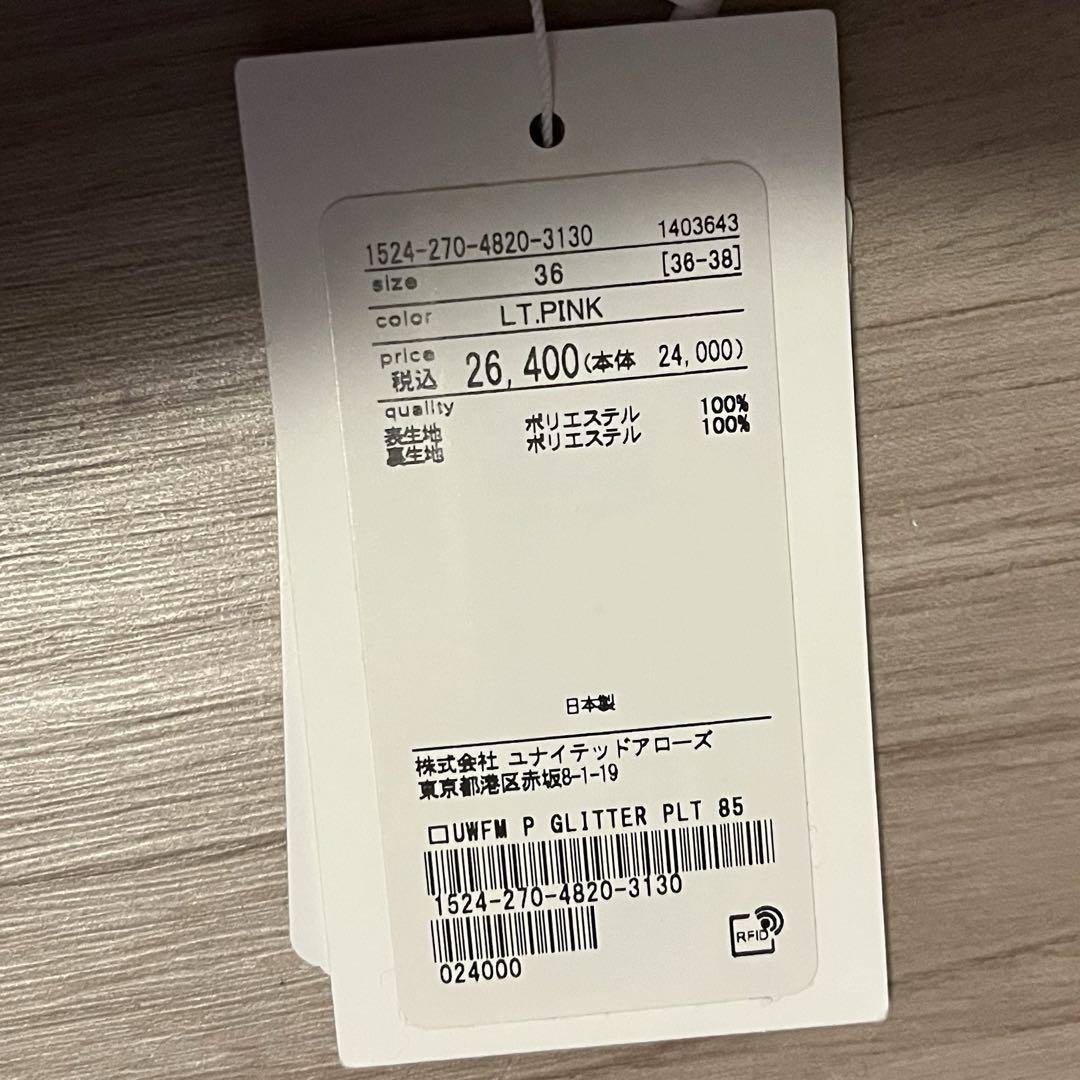 1524-270-4820-3130 1403643
size 36 [36-38]
color LT.PINK
price
税込 26,400(本体 24,000)
quality
表生地 ポリエステル 100%
裏生地 ポリエステル 100%
日本製
株式会社 ユナイテッドアローズ
東京都港区赤坂8-1-19
□UWFM P GLITTER PLT 85
1524-270-4820-3130
024000
RFID